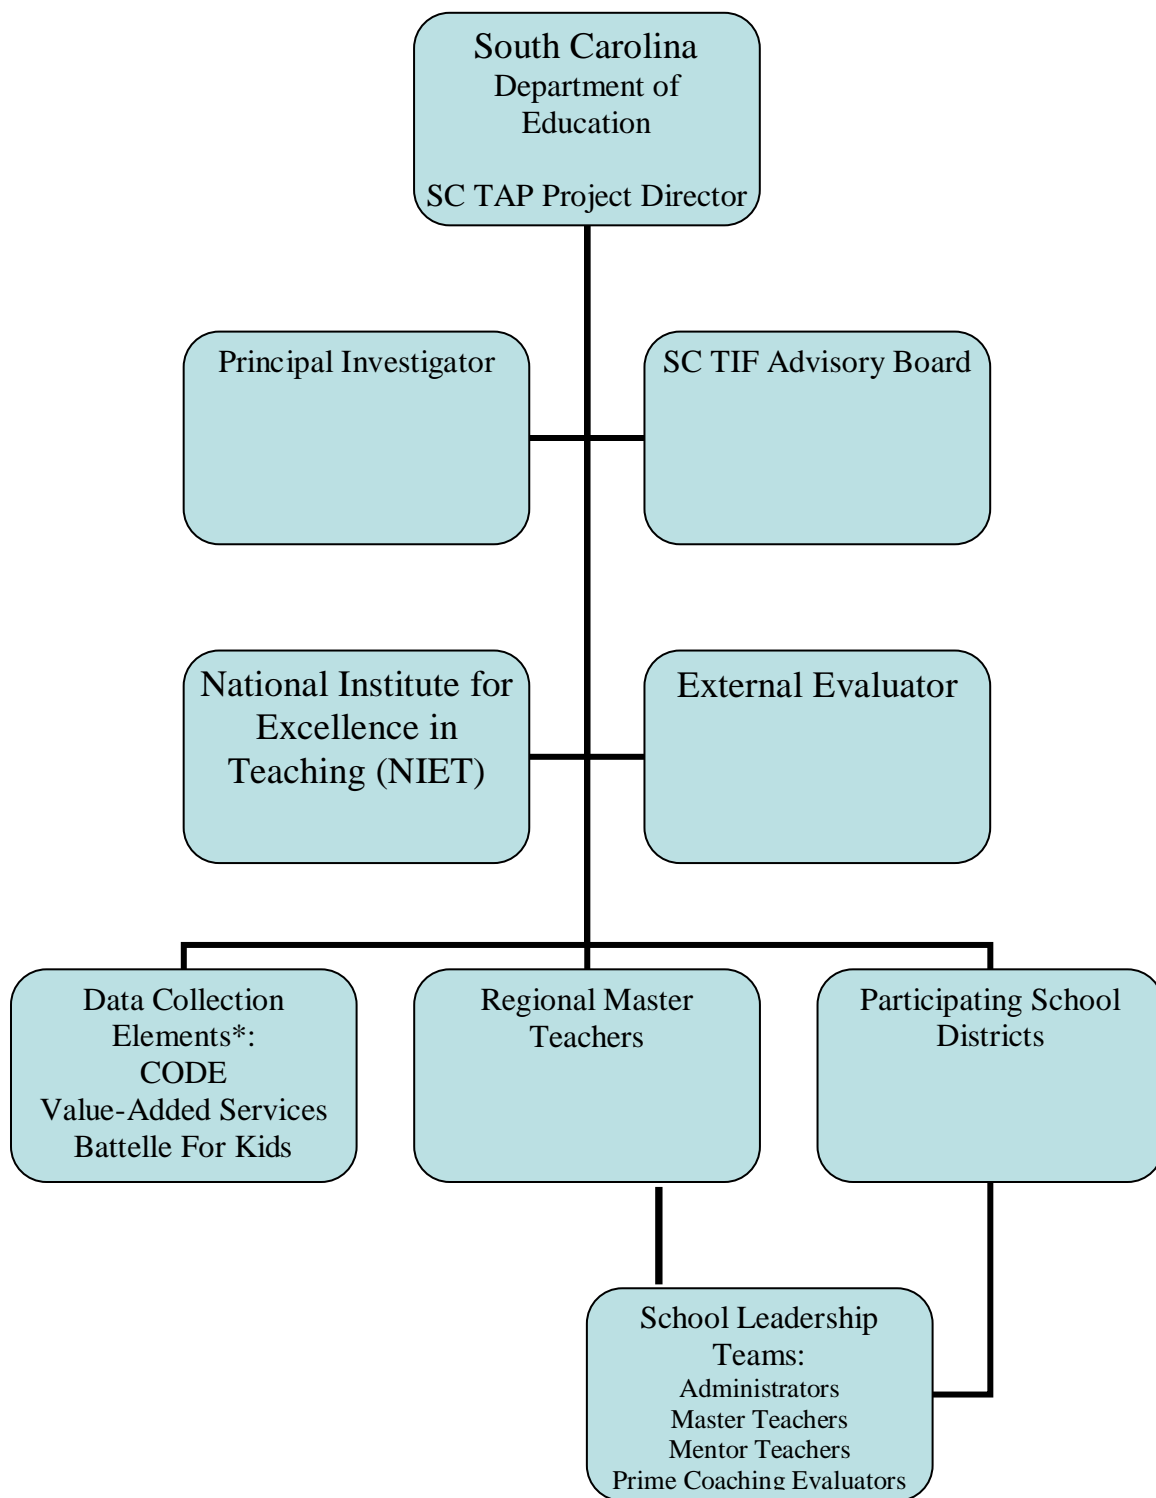 South Carolina
Department of
Education
SC TAP Project Director
Principal Investigator
SC TIF Advisory Board
National Institute for
Excellence in
Teaching (NIET)
External Evaluator
Data Collection
Elements*:
CODE
Value-Added Services
Battelle For Kids
Regional Master
Teachers
Participating School
Districts
School Leadership
Teams:
Administrators
Master Teachers
Mentor Teachers
Prime Coaching Evaluators